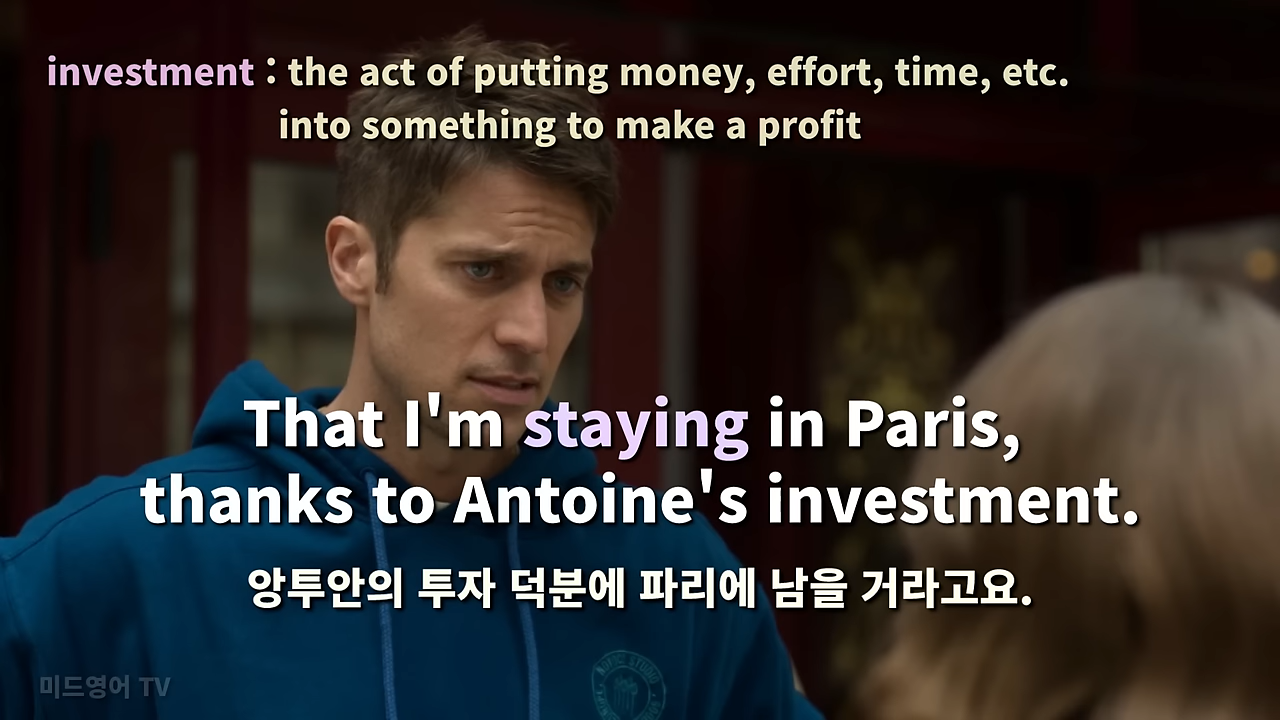 investment : the act of putting money, effort, time, etc.
into something to make a profit
That I'm staying in Paris,
thanks to Antoine's investment.
앙투안의 투자 덕분에 파리에 남을 거라고요.
미드영어 TV